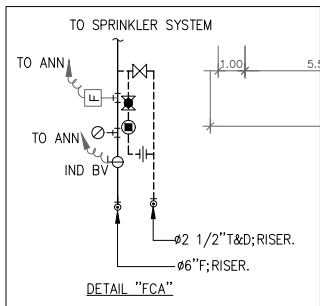 TO SPRINKLER SYSTEM
TO ANN
1.00
5.5
F
TO ANN
IND BV
ø2 1/2"T&D;RISER.
ø6"F;RISER.
DETAIL "FCA"